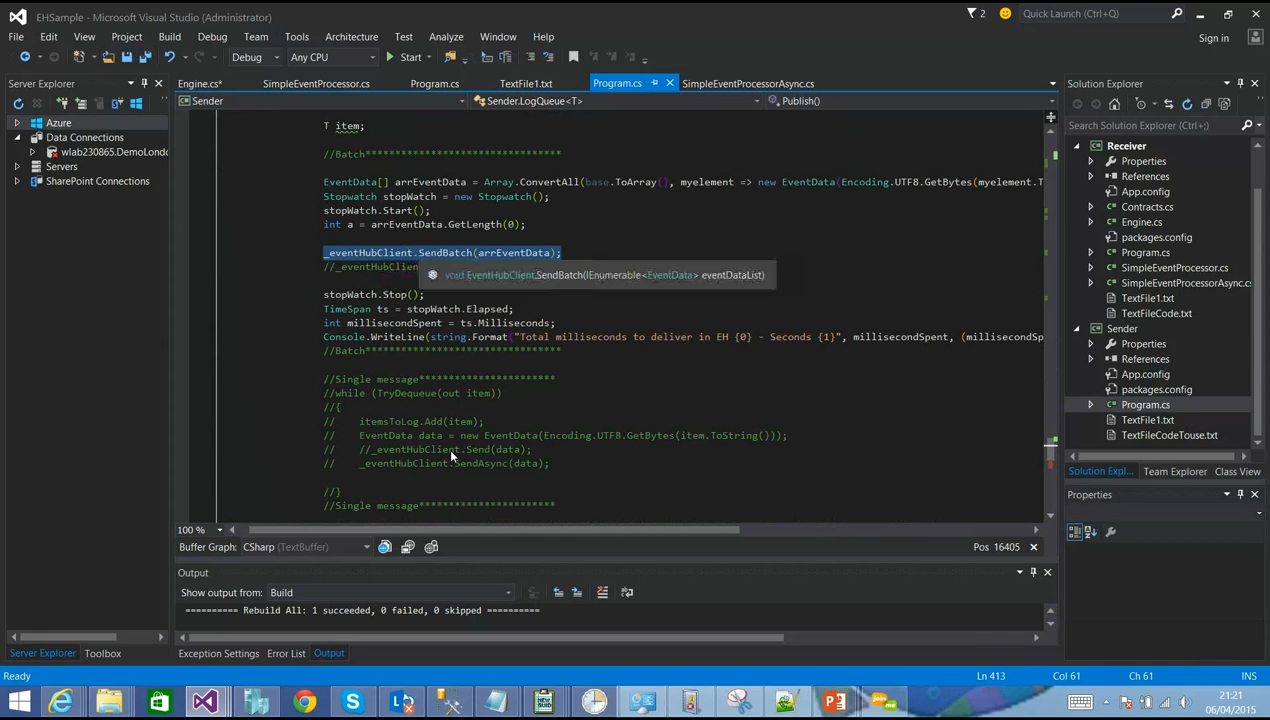 EHSample - Microsoft Visual Studio (Administrator)
2
Quick Launch (Ctrl+Q)
File Edit View Project Build Debug Team Tools Architecture Test Analyze Window Help
Sign in
Debug Any CPU Start
Server Explorer
Engine.cs* SimpleEventProcessor.cs Program.cs TextFile1.txt Program.cs SimpleEventProcessorAsync.cs
Solution Explorer
Sender Sender.LogQueue<T> Publish()
Azure
Data Connections
wlab230865.DemoLondo
Servers
SharePoint Connections
T item;
//Batch*********************************
EventData[] arrEventData = Array.ConvertAll(base.ToArray(), myelement => new EventData(Encoding.UTF8.GetBytes(myelement.T
Stopwatch stopWatch = new Stopwatch();
stopWatch.Start();
int a = arrEventData.GetLength(0);
_eventHubClient.SendBatch(arrEventData);
//_eventHubClien
void EventHubClient.SendBatch(IEnumerable<EventData> eventDataList)
stopWatch.Stop();
TimeSpan ts = stopWatch.Elapsed;
int millisecondSpent = ts.Milliseconds;
Console.WriteLine(string.Format("Total milliseconds to deliver in EH {0} - Seconds {1}", millisecondSpent, (millisecondSp
//Batch*********************************
//Single message***********************
//while (TryDequeue(out item))
//{
// itemsToLog.Add(item);
// EventData data = new EventData(Encoding.UTF8.GetBytes(item.ToString()));
// //_eventHubClient.Send(data);
// _eventHubClient.SendAsync(data);
//}
//Single message***********************
100 %
Buffer Graph: CSharp (TextBuffer)
Pos 16405
Output
Show output from: Build
========== Rebuild All: 1 succeeded, 0 failed, 0 skipped ==========
Search Solution Explorer (Ctrl+;)
Receiver
Properties
References
App.config
Contracts.cs
Engine.cs
packages.config
Program.cs
SimpleEventProcessor.cs
SimpleEventProcessorAsync.cs
TextFile1.txt
TextFileCode.txt
Sender
Properties
References
App.config
packages.config
Program.cs
TextFile1.txt
TextFileCodeTouse.txt
Solution Expl... Team Explorer Class View
Properties
Server Explorer Toolbox
Exception Settings Error List Output
Ready
Ln 413 Col 61 Ch 61 INS
21:21
06/04/2015